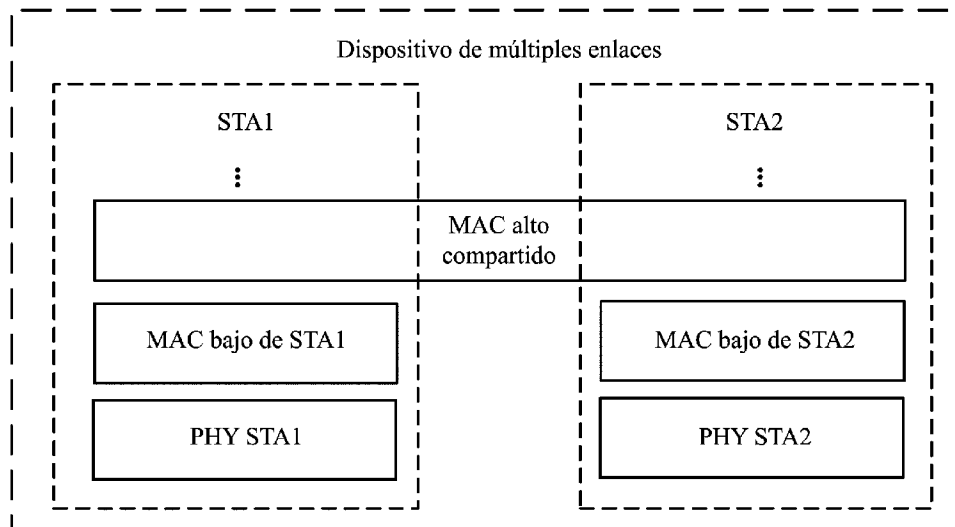 Dispositivo de múltiples enlaces
STA1
STA2
MAC alto
compartido
MAC bajo de STA1
MAC bajo de STA2
PHY STA1
PHY STA2